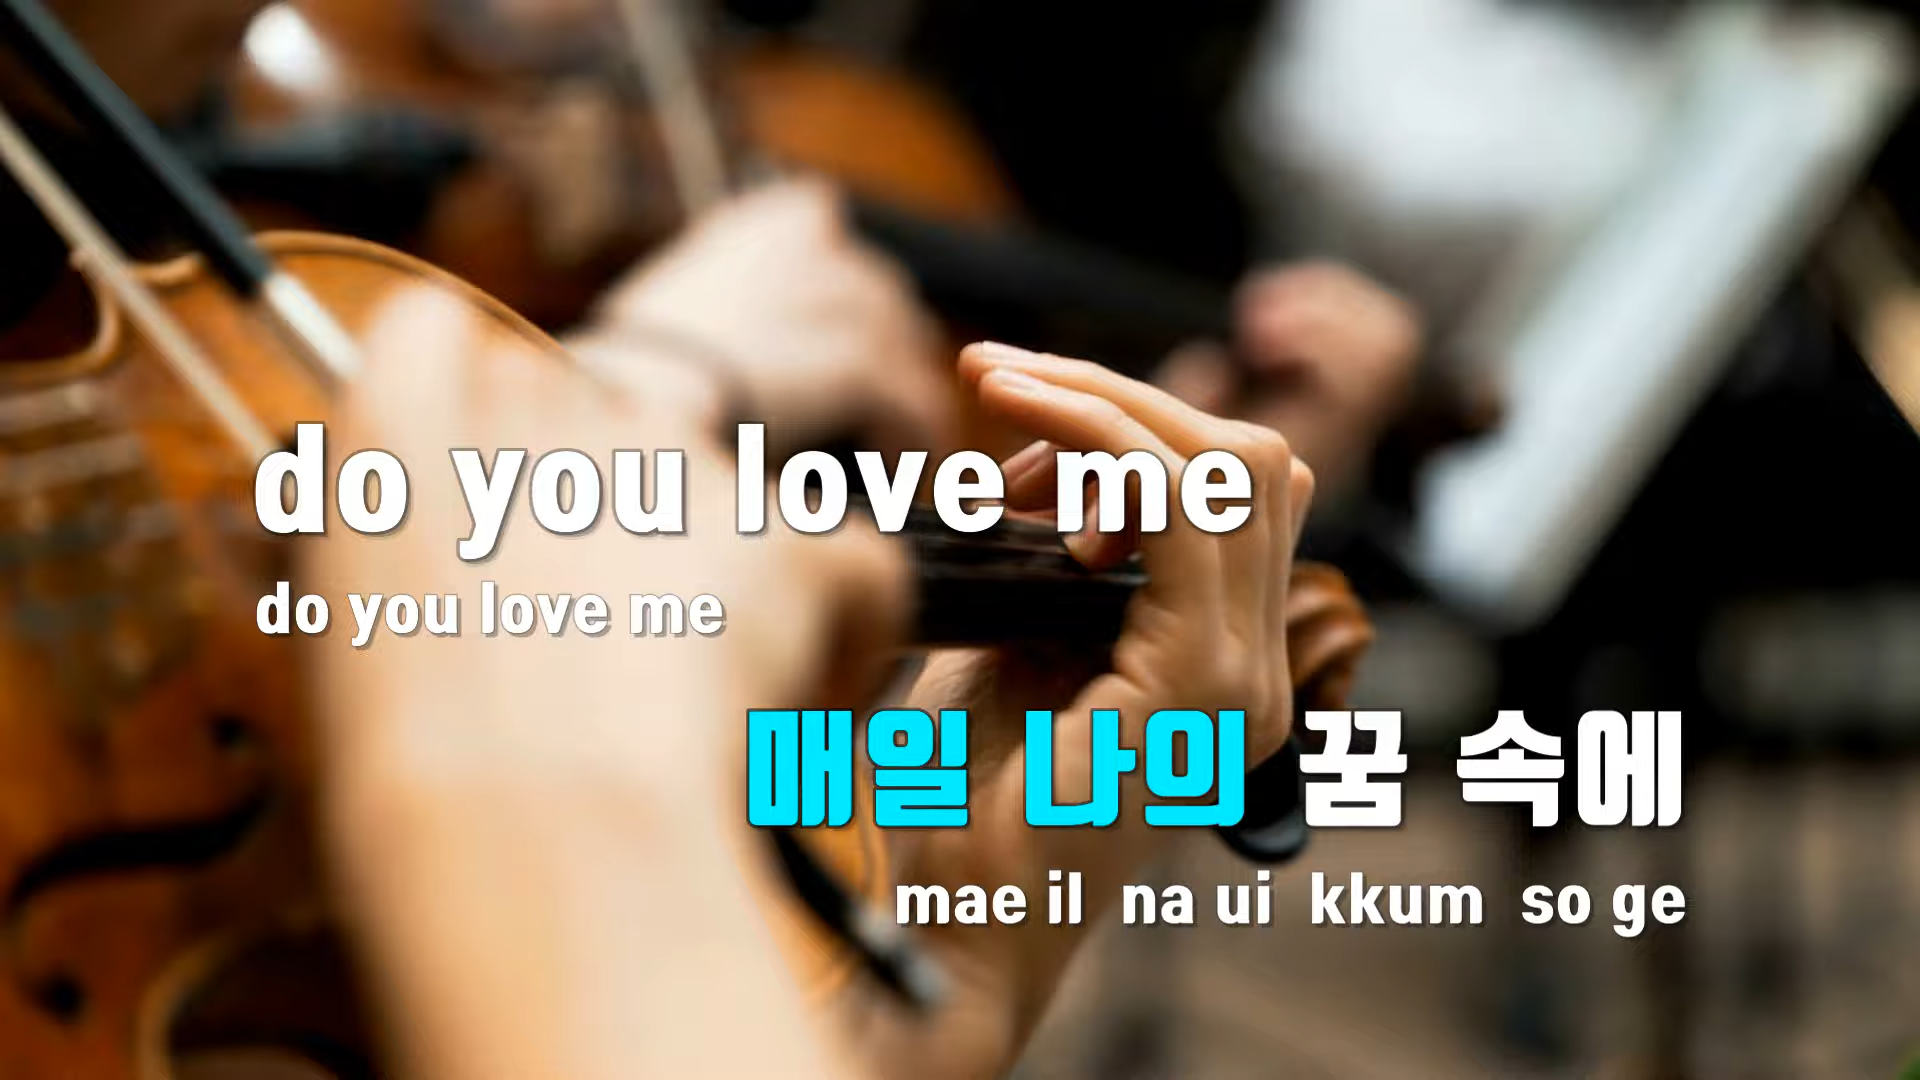 do you love me
do you love me
매일 나의 꿈 속에
mae il na ui kkum so ge